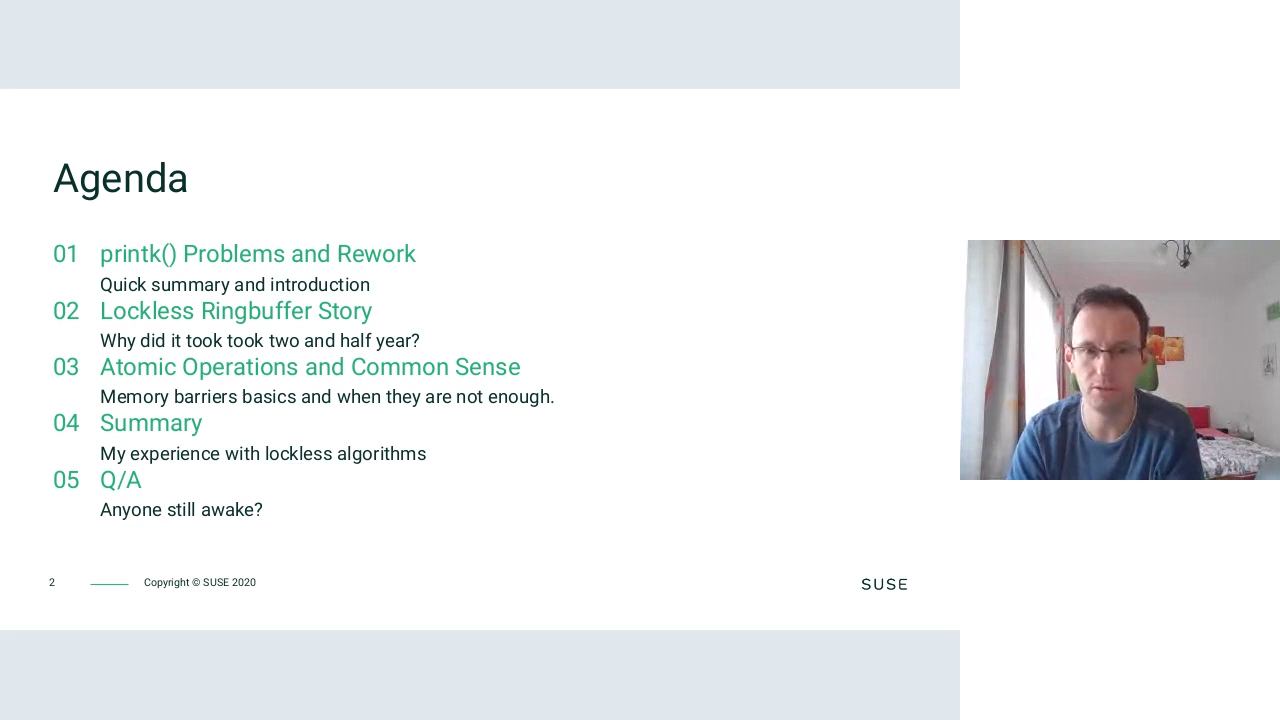 Agenda
01 printk() Problems and Rework
Quick summary and introduction
02 Lockless Ringbuffer Story
Why did it took took two and half year?
03 Atomic Operations and Common Sense
Memory barriers basics and when they are not enough.
04 Summary
My experience with lockless algorithms
05 Q/A
Anyone still awake?
2 Copyright © SUSE 2020 SUSE